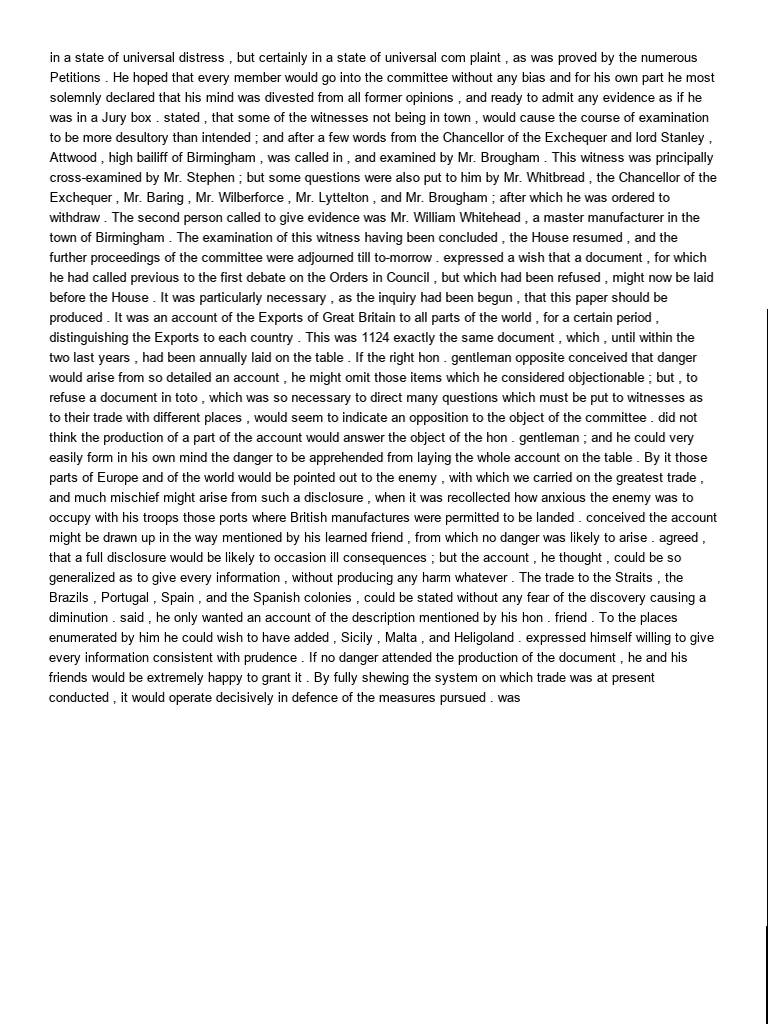 in a state of universal distress , but certainly in a state of universal com plaint , as was proved by the numerous
Petitions . He hoped that every member would go into the committee without any bias and for his own part he most
solemnly declared that his mind was divested from all former opinions , and ready to admit any evidence as if he
was in a Jury box . stated , that some of the witnesses not being in town , would cause the course of examination
to be more desultory than intended ; and after a few words from the Chancellor of the Exchequer and lord Stanley ,
Attwood , high bailiff of Birmingham , was called in , and examined by Mr. Brougham . This witness was principally
cross-examined by Mr. Stephen ; but some questions were also put to him by Mr. Whitbread , the Chancellor of the
Exchequer , Mr. Baring , Mr. Wilberforce , Mr. Lyttelton , and Mr. Brougham ; after which he was ordered to
withdraw . The second person called to give evidence was Mr. William Whitehead , a master manufacturer in the
town of Birmingham . The examination of this witness having been concluded , the House resumed , and the
further proceedings of the committee were adjourned till to-morrow . expressed a wish that a document , for which
he had called previous to the first debate on the Orders in Council , but which had been refused , might now be laid
before the House . It was particularly necessary , as the inquiry had been begun , that this paper should be
produced . It was an account of the Exports of Great Britain to all parts of the world , for a certain period ,
distinguishing the Exports to each country . This was 1124 exactly the same document , which , until within the
two last years , had been annually laid on the table . If the right hon . gentleman opposite conceived that danger
would arise from so detailed an account , he might omit those items which he considered objectionable ; but , to
refuse a document in toto , which was so necessary to direct many questions which must be put to witnesses as
to their trade with different places , would seem to indicate an opposition to the object of the committee . did not
think the production of a part of the account would answer the object of the hon . gentleman ; and he could very
easily form in his own mind the danger to be apprehended from laying the whole account on the table . By it those
parts of Europe and of the world would be pointed out to the enemy , with which we carried on the greatest trade ,
and much mischief might arise from such a disclosure , when it was recollected how anxious the enemy was to
occupy with his troops those ports where British manufactures were permitted to be landed . conceived the account
might be drawn up in the way mentioned by his learned friend , from which no danger was likely to arise . agreed ,
that a full disclosure would be likely to occasion ill consequences ; but the account , he thought , could be so
generalized as to give every information , without producing any harm whatever . The trade to the Straits , the
Brazils , Portugal , Spain , and the Spanish colonies , could be stated without any fear of the discovery causing a
diminution . said , he only wanted an account of the description mentioned by his hon . friend . To the places
enumerated by him he could wish to have added , Sicily , Malta , and Heligoland . expressed himself willing to give
every information consistent with prudence . If no danger attended the production of the document , he and his
friends would be extremely happy to grant it . By fully shewing the system on which trade was at present
conducted , it would operate decisively in defence of the measures pursued . was